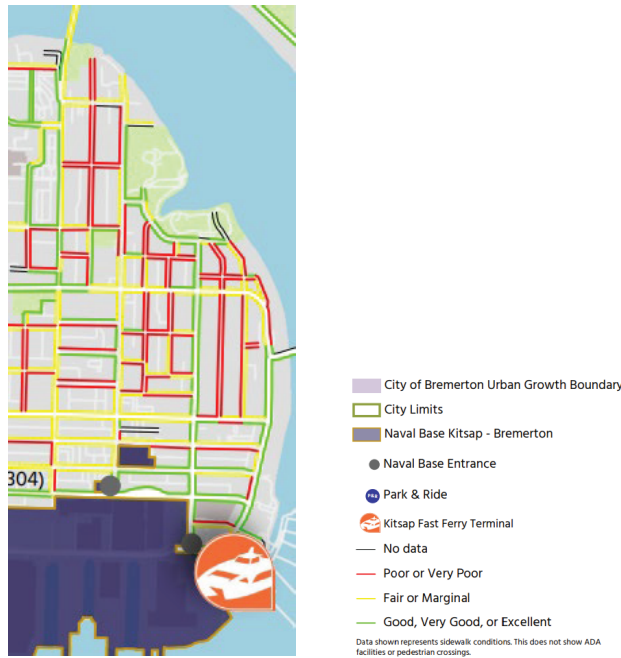 304)
City of Bremerton Urban Growth Boundary
City Limits
Naval Base Kitsap - Bremerton
Naval Base Entrance
P&R Park & Ride
Kitsap Fast Ferry Terminal
No data
Poor or Very Poor
Fair or Marginal
Good, Very Good, or Excellent
Data shown represents sidewalk conditions. This does not show ADA
facilities or pedestrian crossings.